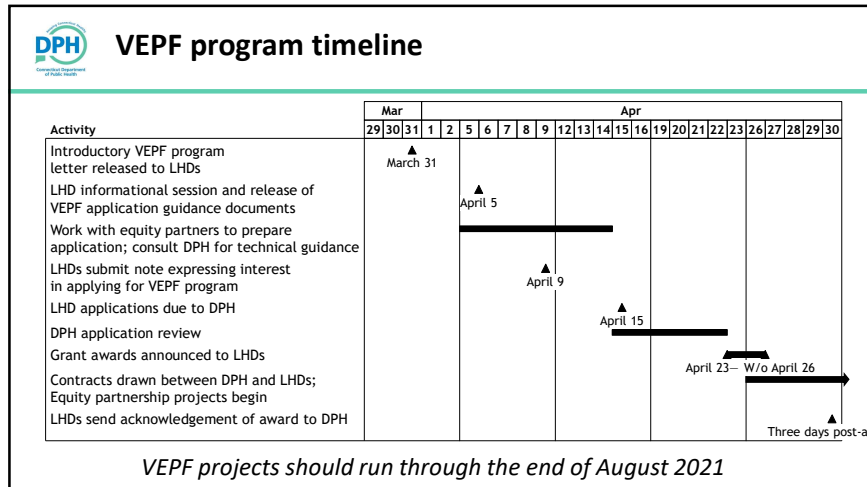 DPH
Connecticut Department
of Public Health
VEPF program timeline
Mar Apr
Activity 29 30 31 1 2 5 6 7 8 9 12 13 14 15 16 19 20 21 22 23 26 27 28 29 30
Introductory VEPF program
letter released to LHDs
March 31
LHD informational session and release of
VEPF application guidance documents
April 5
Work with equity partners to prepare
application; consult DPH for technical guidance
LHDs submit note expressing interest
in applying for VEPF program
April 9
LHD applications due to DPH
April 15
DPH application review
Grant awards announced to LHDs
April 23— W/o April 26
Contracts drawn between DPH and LHDs;
Equity partnership projects begin
LHDs send acknowledgement of award to DPH
Three days post-a
VEPF projects should run through the end of August 2021